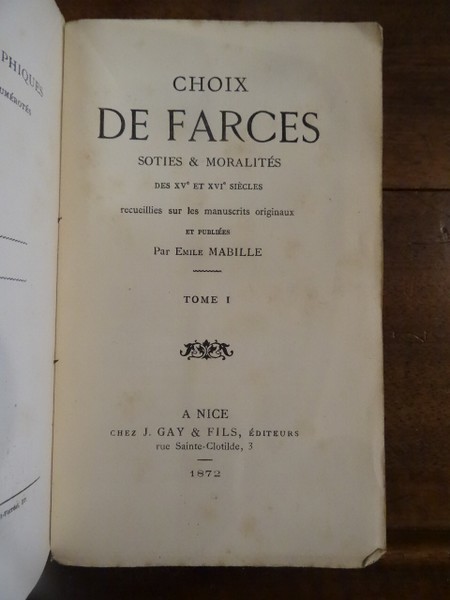 PHIQUES
UMÉROTÉS
CHOIX
DE FARCES
SOTIES & MORALITÉS
DES XVe ET XVIe SIÈCLES
recueillies sur les manuscrits originaux
ET PUBLIÉES
Par EMILE MABILLE
TOME I
A NICE
CHEZ J. GAY & FILS, ÉDITEURS
rue Sainte-Clotilde, 3
1872